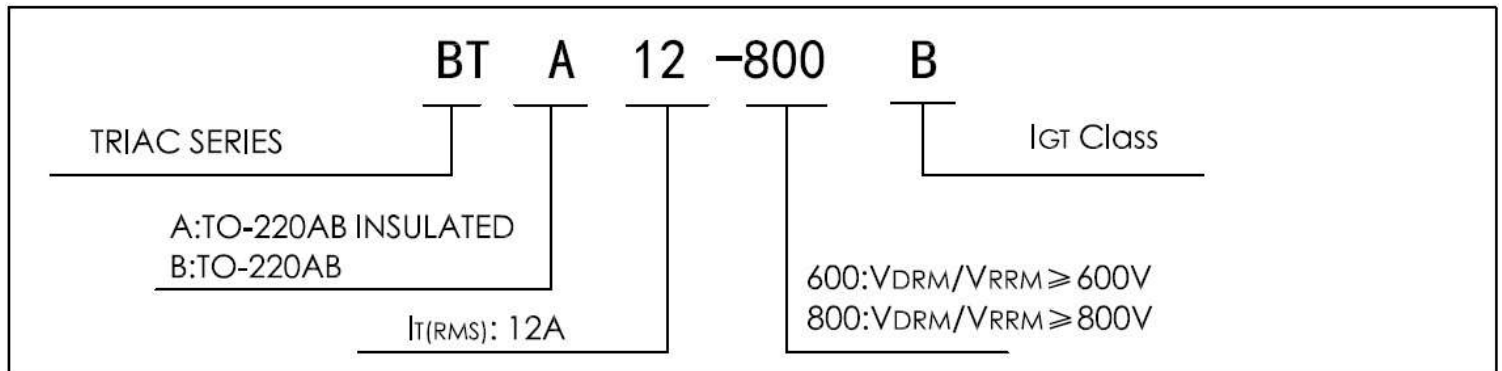 BT A 12 -800 B
TRIAC SERIES
IGT Class
A:TO-220AB INSULATED
B:TO-220AB
600:VDRM/VRRM≥600V
800:VDRM/VRRM≥800V
IT(RMS): 12A